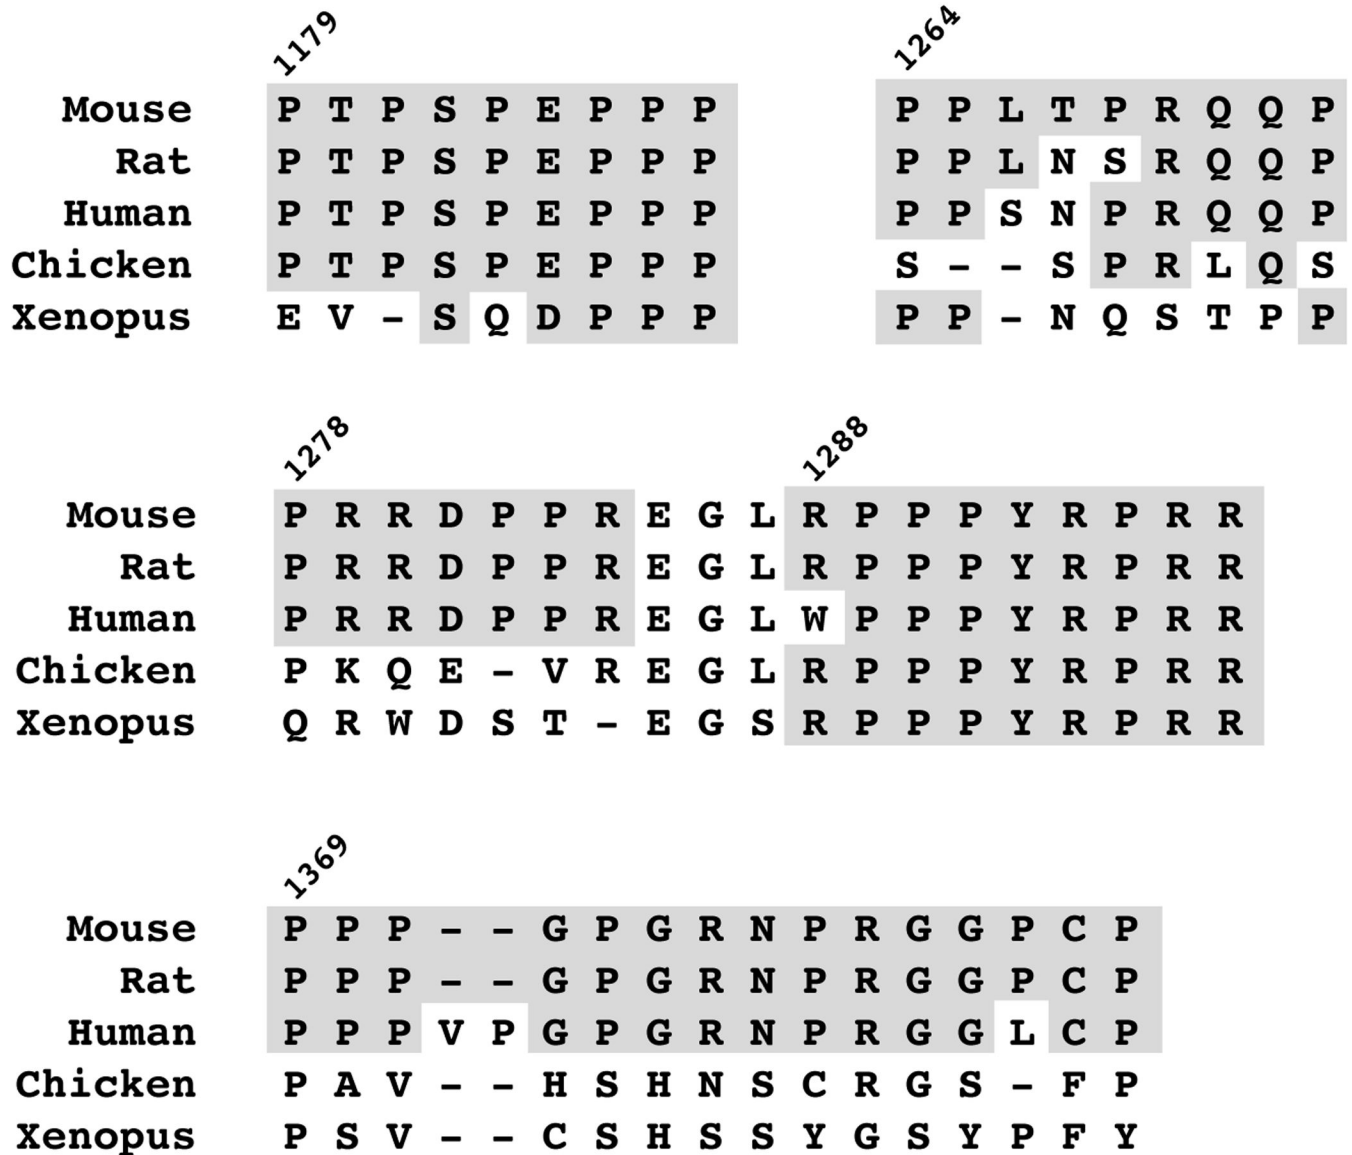 1179 1264
Mouse P T P S P E P P P P P L T P R Q Q P
Rat P T P S P E P P P P P L N S R Q Q P
Human P T P S P E P P P P P S N P R Q Q P
Chicken P T P S P E P P P S - - S P R L Q S
Xenopus E V - S Q D P P P P P - N Q S T P P
1278 1288
Mouse P R R D P P R E G L R P P P Y R P R R
Rat P R R D P P R E G L R P P P Y R P R R
Human P R R D P P R E G L W P P P Y R P R R
Chicken P K Q E - V R E G L R P P P Y R P R R
Xenopus Q R W D S T - E G S R P P P Y R P R R
1369
Mouse P P P - - G P G R N P R G G P C P
Rat P P P - - G P G R N P R G G P C P
Human P P P V P G P G R N P R G G L C P
Chicken P A V - - H S H N S C R G S - F P
Xenopus P S V - - C S H S S Y G S Y P F Y